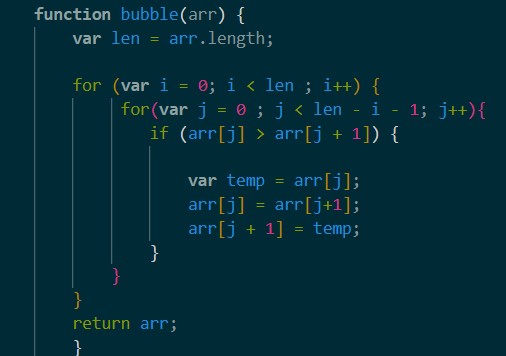 function bubble(arr) {
    var len = arr.length;

    for (var i = 0; i < len ; i++) {
         for(var j = 0 ; j < len - i - 1; j++){
            if (arr[j] > arr[j + 1]) {

                var temp = arr[j];
                arr[j] = arr[j+1];
                arr[j + 1] = temp;
            }
        }
    }
    return arr;
    }